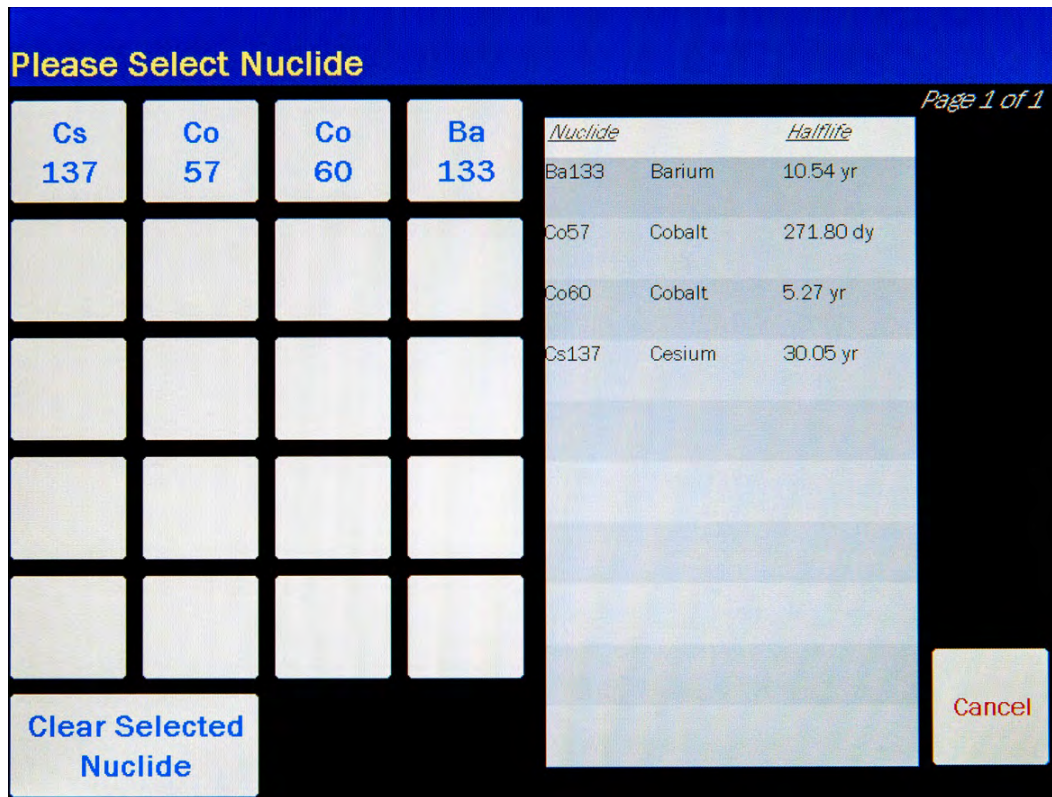 Please Select Nuclide
Page 1 of 1
Cs
137
Co
57
Co
60
Ba
133
Nuclide Halflife
Ba133 Barium 10.54 yr
Co57 Cobalt 271.80 dy
Co60 Cobalt 5.27 yr
Cs137 Cesium 30.05 yr
Clear Selected
Nuclide
Cancel